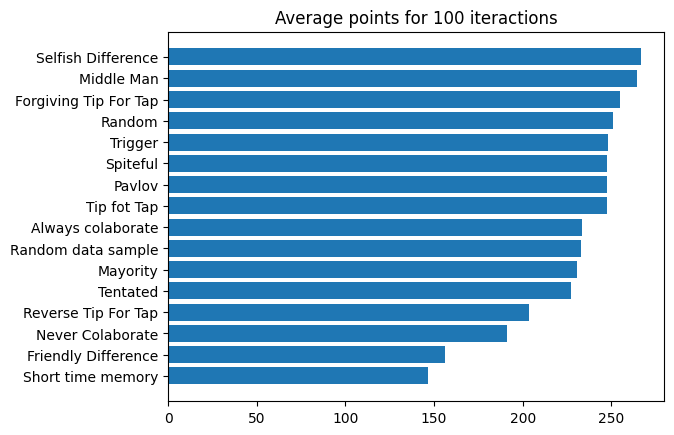 Average points for 100 iteractions
Selfish Difference
Middle Man
Forgiving Tip For Tap
Random
Trigger
Spiteful
Pavlov
Tip fot Tap
Always colaborate
Random data sample
Mayority
Tentated
Reverse Tip For Tap
Never Colaborate
Friendly Difference
Short time memory
0 50 100 150 200 250